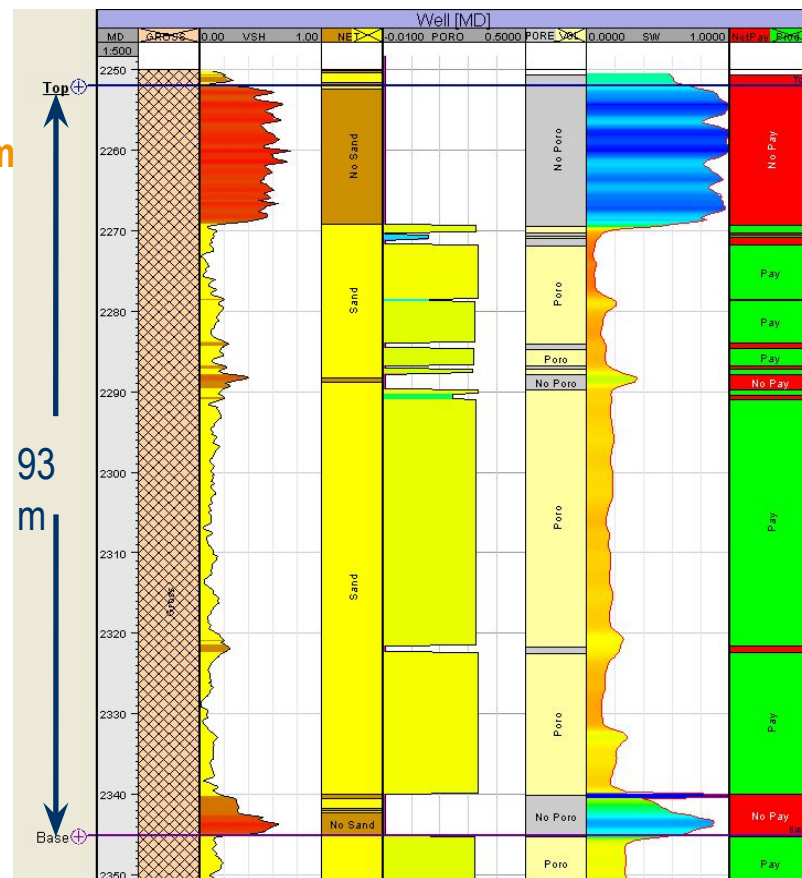 Well [MD]
MD GROSS 0.00 VSH 1.00 NET -0.0100 PORO 0.5000 PORE_VOL 0.0000 SW 1.0000 NetPay Prod
1:500
2250
Top
m
No Sand
No Poro
No Pay
2260
2270
Sand
Poro
Pay
2280
Pay
Poro
Pay
2290
No Poro
No Pay
93
m
2300
Poro
Pay
2310
Gross
Sand
2320
2330
Poro
Pay
2340
No Sand
No Poro
No Pay
Base
Poro
Pay
2350